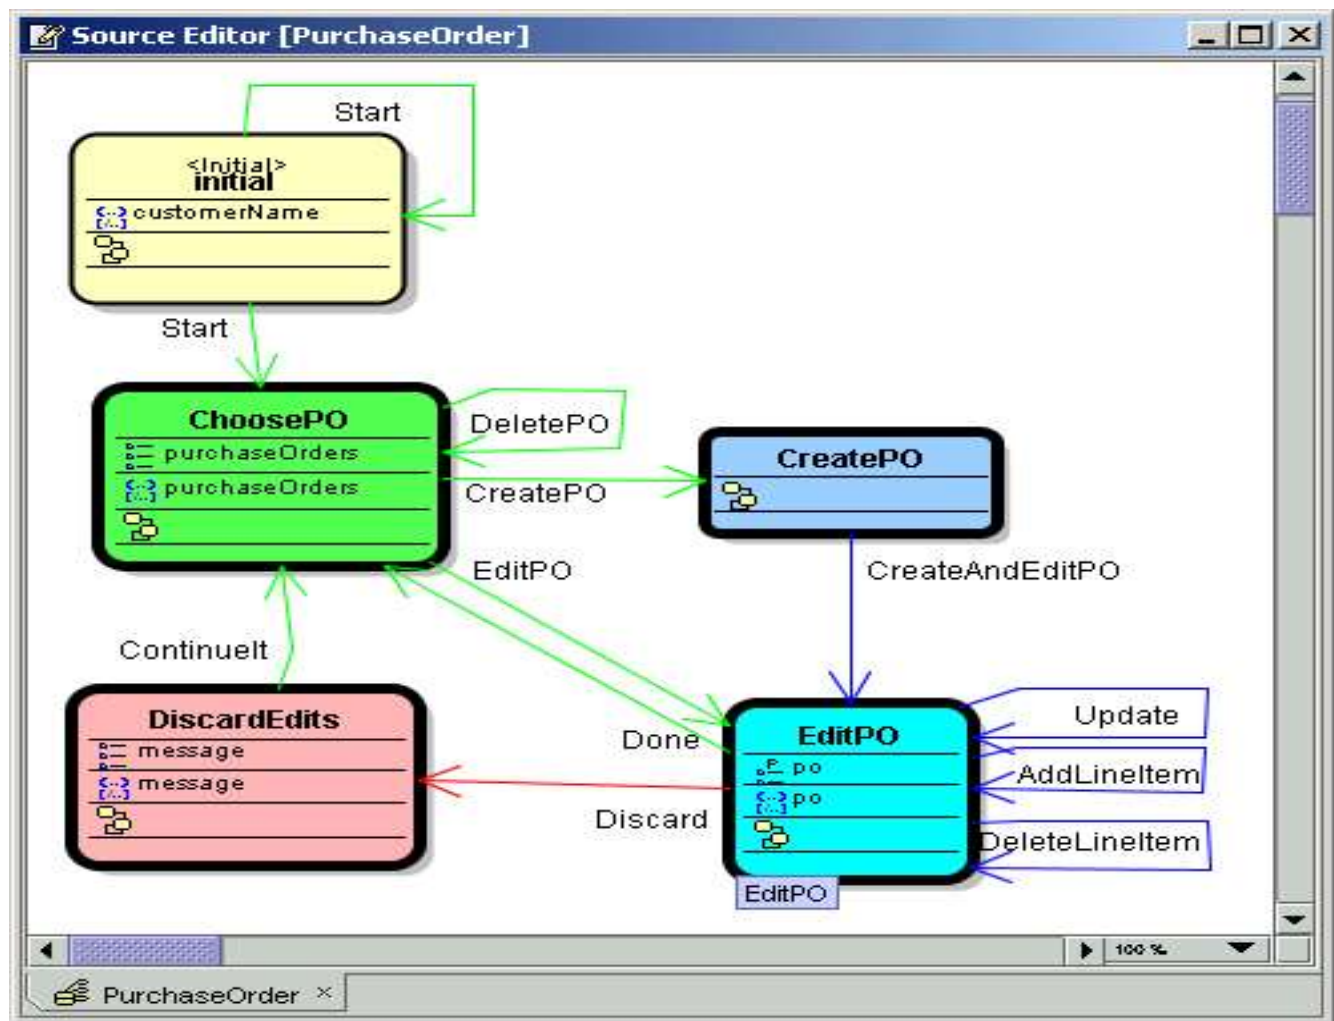 Source Editor [PurchaseOrder]
Start
<Initial>
initial
customerName
Start
ChoosePO
purchaseOrders
purchaseOrders
DeletePO
CreatePO
CreatePO
EditPO
CreateAndEditPO
ContinueIt
DiscardEdits
message
message
Done
Discard
EditPO
po
po
Update
AddLineItem
DeleteLineItem
EditPO
100 %
PurchaseOrder